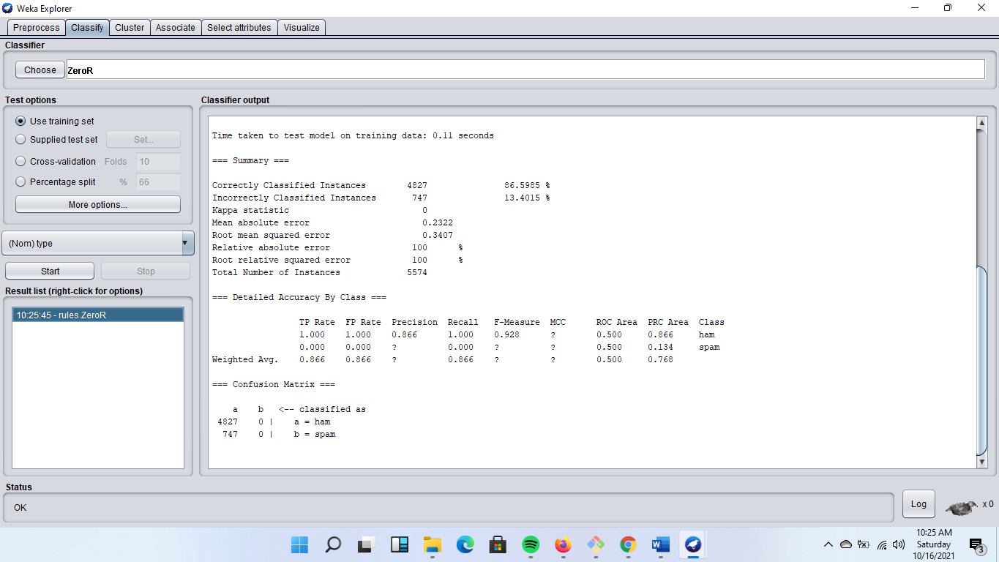 Weka Explorer
Preprocess Classify Cluster Associate Select attributes Visualize
Classifier
Choose ZeroR
Test options
Use training set
Supplied test set Set...
Cross-validation Folds 10
Percentage split % 66
More options...
(Nom) type
Start Stop
Result list (right-click for options)
10:25:45 - rules.ZeroR
Classifier output
Time taken to test model on training data: 0.11 seconds
=== Summary ===
Correctly Classified Instances 4827 86.5985 %
Incorrectly Classified Instances 747 13.4015 %
Kappa statistic 0
Mean absolute error 0.2322
Root mean squared error 0.3407
Relative absolute error 100 %
Root relative squared error 100 %
Total Number of Instances 5574
=== Detailed Accuracy By Class ===
TP Rate FP Rate Precision Recall F-Measure MCC ROC Area PRC Area Class
1.000 1.000 0.866 1.000 0.928 ? 0.500 0.866 ham
0.000 0.000 ? 0.000 ? ? 0.500 0.134 spam
Weighted Avg. 0.866 0.866 ? 0.866 ? ? 0.500 0.768
=== Confusion Matrix ===
a b <-- classified as
4827 0 | a = ham
747 0 | b = spam
Status
OK
Log
x 0
10:25 AM
Saturday
10/16/2021
3